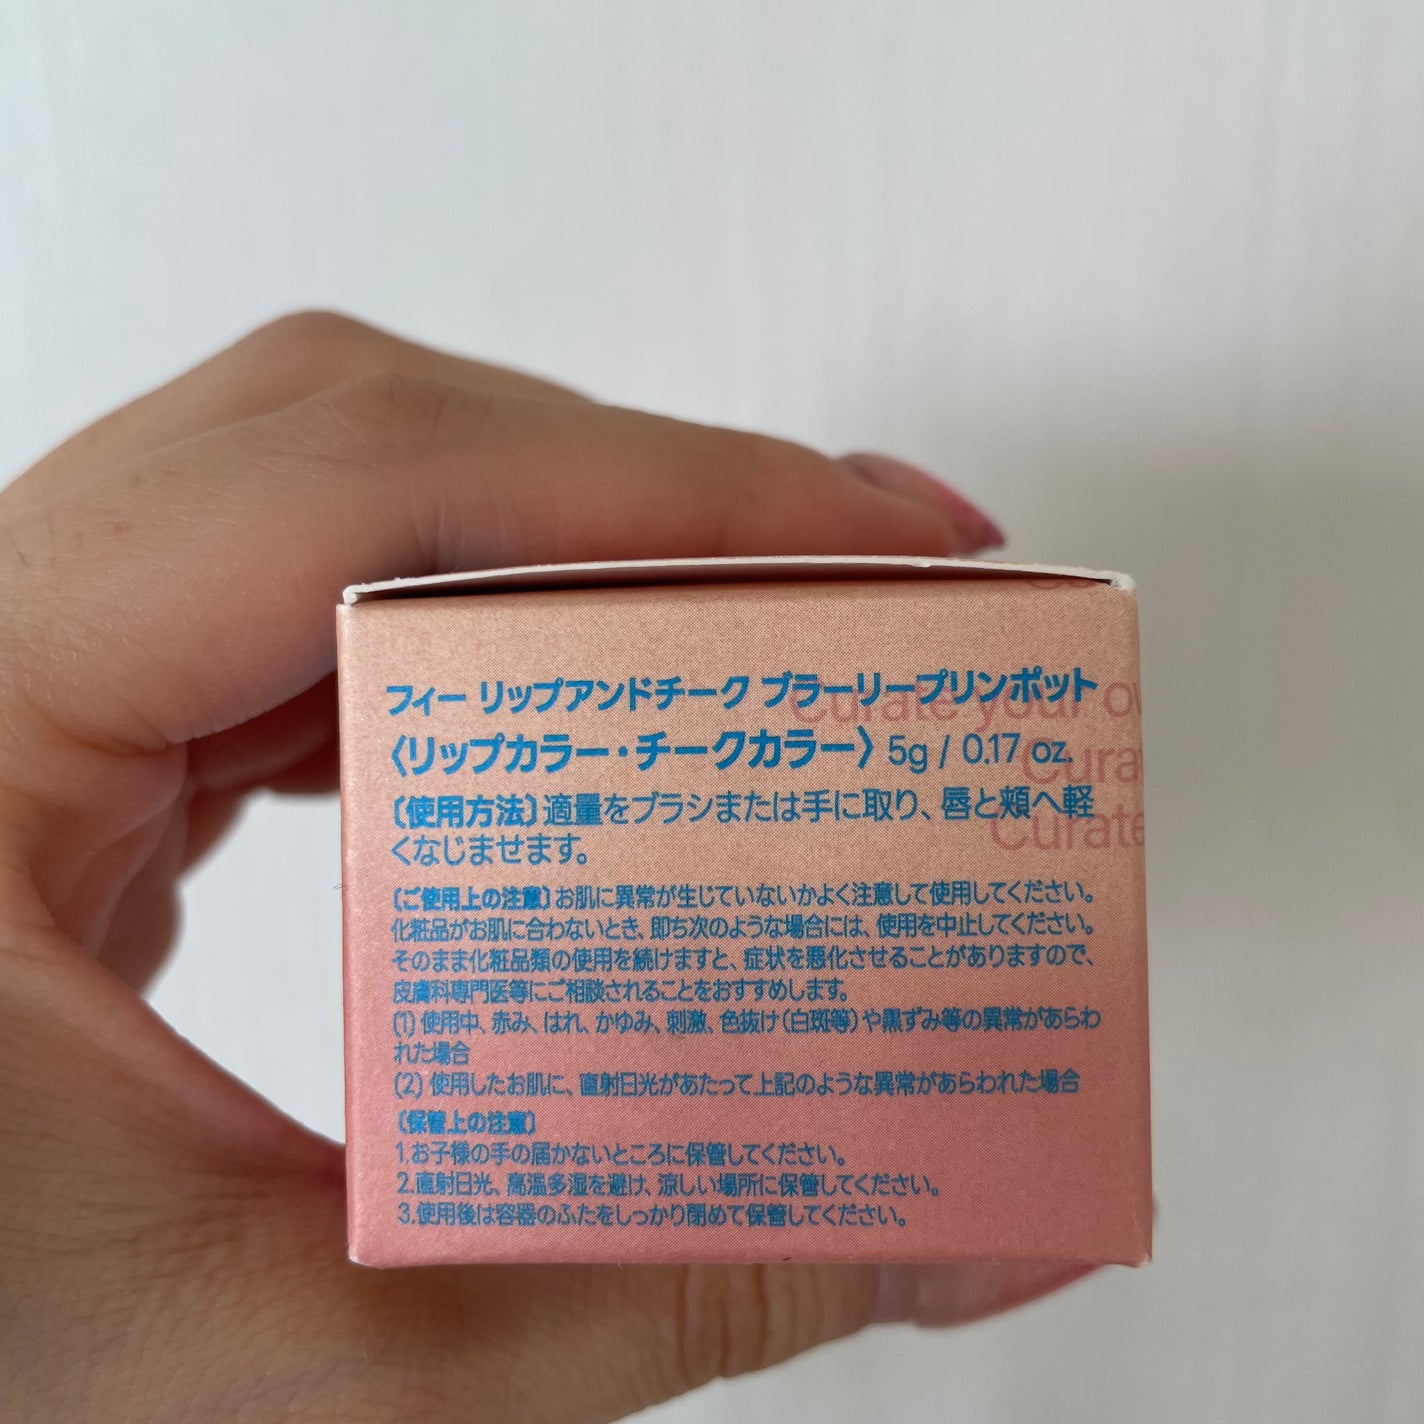 フィー リップアンドチーク ブラーリープリンポット
〈リップカラー・チークカラー〉5g / 0.17 oz.
〔使用方法〕適量をブラシまたは手に取り、唇と頬へ軽
くなじませます。
〔ご使用上の注意〕お肌に異常が生じていないかよく注意して使用してください。
化粧品がお肌に合わないとき、即ち次のような場合には、使用を中止してください。
そのまま化粧品類の使用を続けますと、症状を悪化させることがありますので、
皮膚科専門医等にご相談されることをおすすめします。
(1) 使用中、赤み、はれ、かゆみ、刺激、色抜け(白斑等)や黒ずみ等の異常があらわ
れた場合
(2) 使用したお肌に、直射日光があたって上記のような異常があらわれた場合
〔保管上の注意〕
1.お子様の手の届かないところに保管してください。
2.直射日光、高温多湿を避け、涼しい場所に保管してください。
3.使用後は容器のふたをしっかり閉めて保管してください。
Curate your ow
Cura
Curate